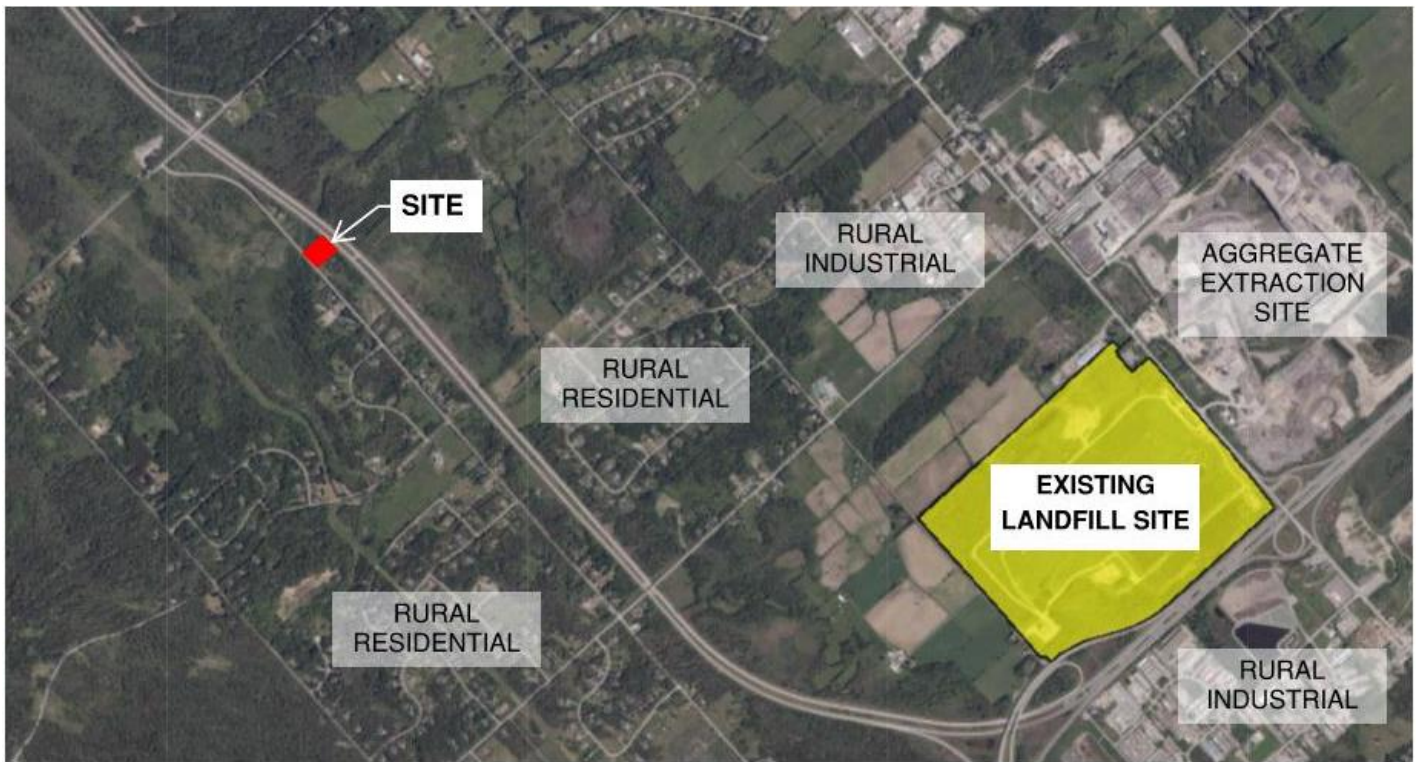 SITE
RURAL
INDUSTRIAL
AGGREGATE
EXTRACTION
SITE
RURAL
RESIDENTIAL
EXISTING
LANDFILL SITE
RURAL
RESIDENTIAL
RURAL
INDUSTRIAL